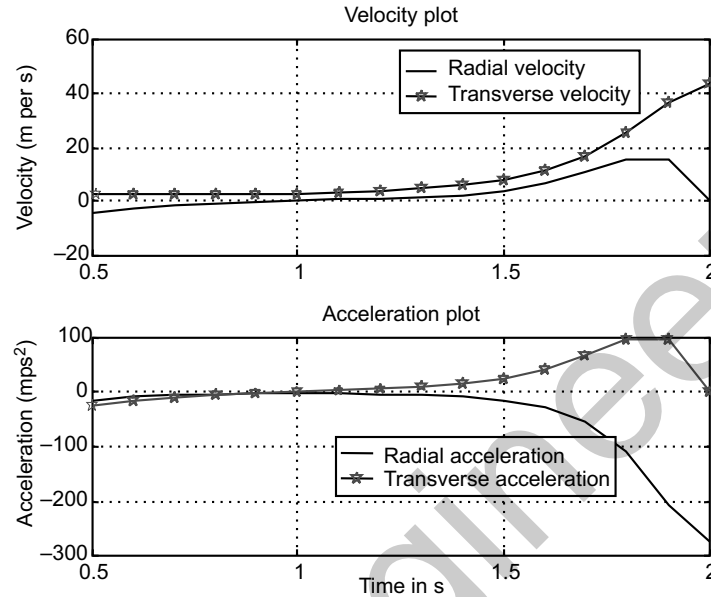 Velocity plot
60
40
20
0
–20
Velocity (m per s)
Radial velocity
Transverse velocity
0.5
1
1.5
2
Acceleration plot
100
0
–100
–200
–300
Acceleration (mps²)
Radial acceleration
Transverse acceleration
0.5
1
1.5
2
Time in s